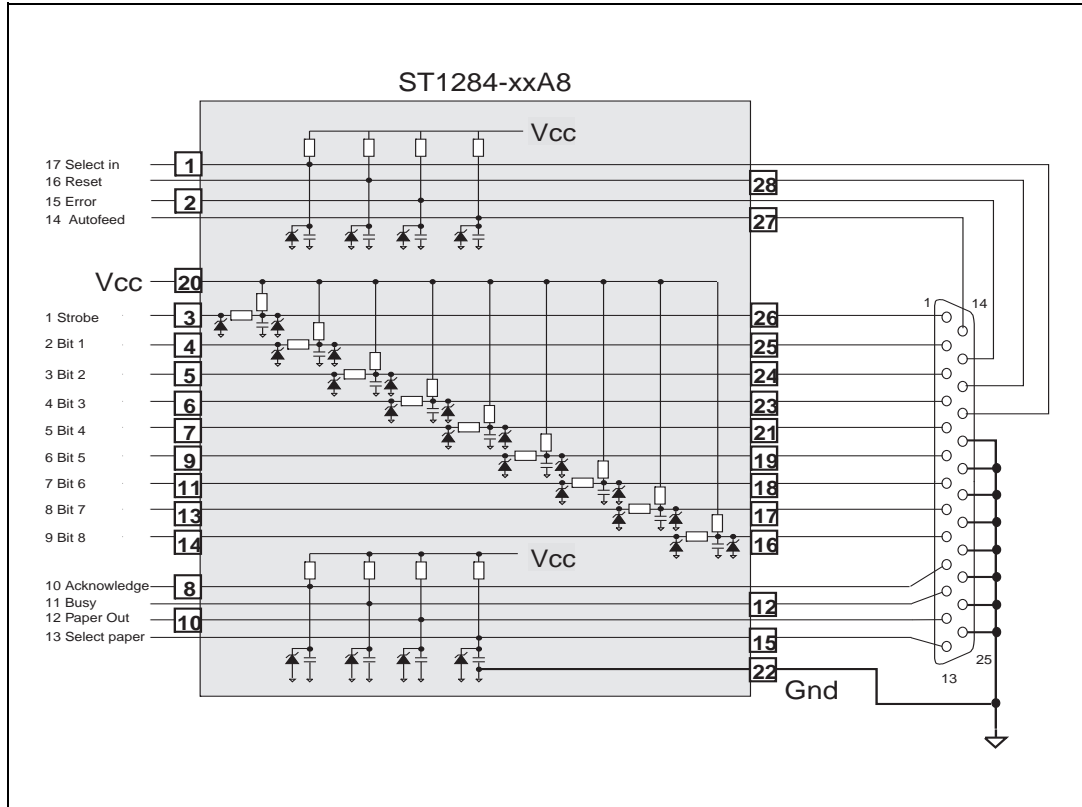 ST1284-xxA8
Vcc
17 Select in
1
16 Reset
28
15 Error
2
14 Autofeed
27
Vcc
20
1
14
1 Strobe
3
26
2 Bit 1
4
25
3 Bit 2
5
24
4 Bit 3
6
23
5 Bit 4
7
21
6 Bit 5
9
19
7 Bit 6
11
18
8 Bit 7
13
17
9 Bit 8
14
16
Vcc
10 Acknowledge
8
11 Busy
12
12 Paper Out
10
13 Select paper
15
25
22
13
Gnd